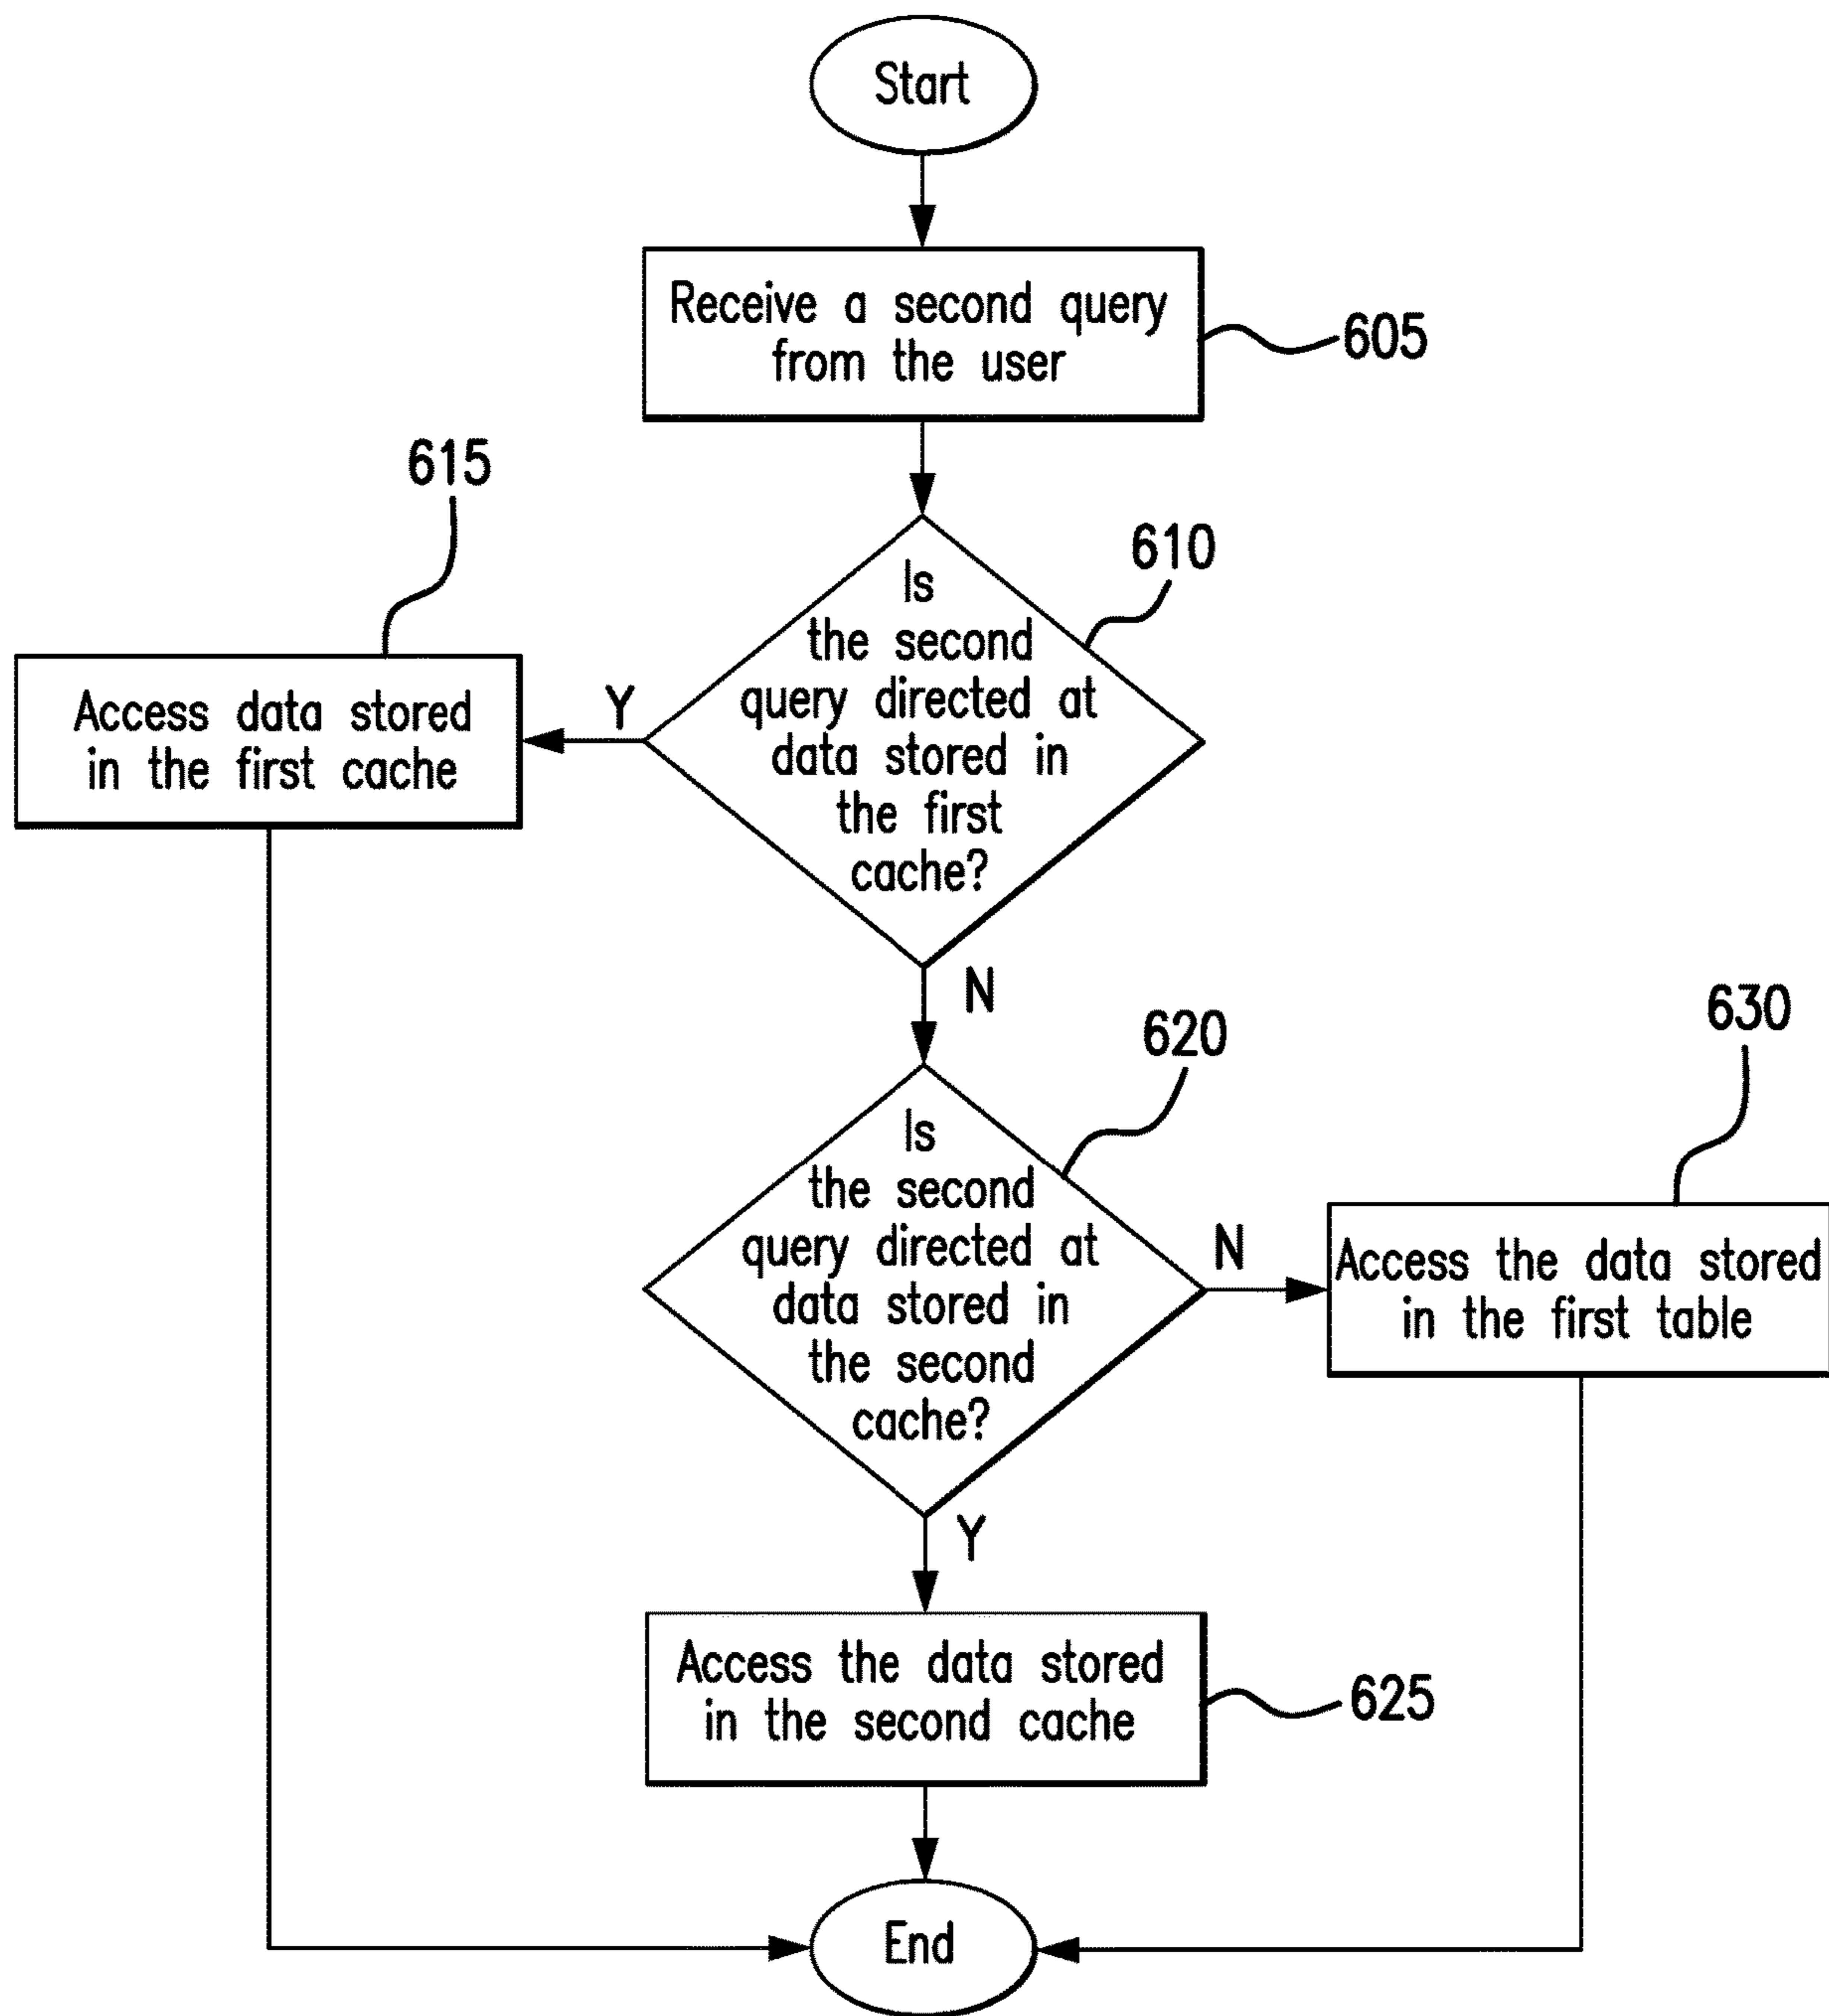 Start
Receive a second query
from the user
605
615
610
Is
the second
query directed at
data stored in
the first
cache?
Y
Access data stored
in the first cache
N
620
630
Is
the second
query directed at
data stored in
the second
cache?
N
Access the data stored
in the first table
Y
Access the data stored
in the second cache
625
End